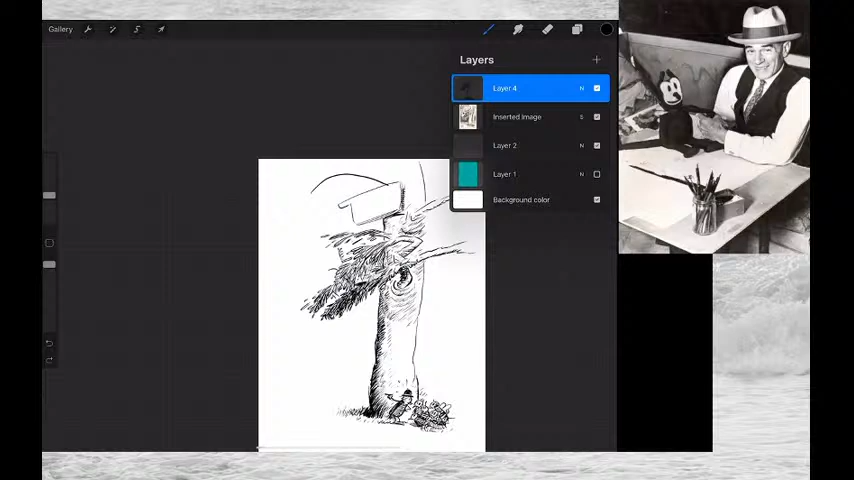 Gallery
Layers
Layer 4 N
Inserted Image S
Layer 2 N
Layer 1 N
Background color